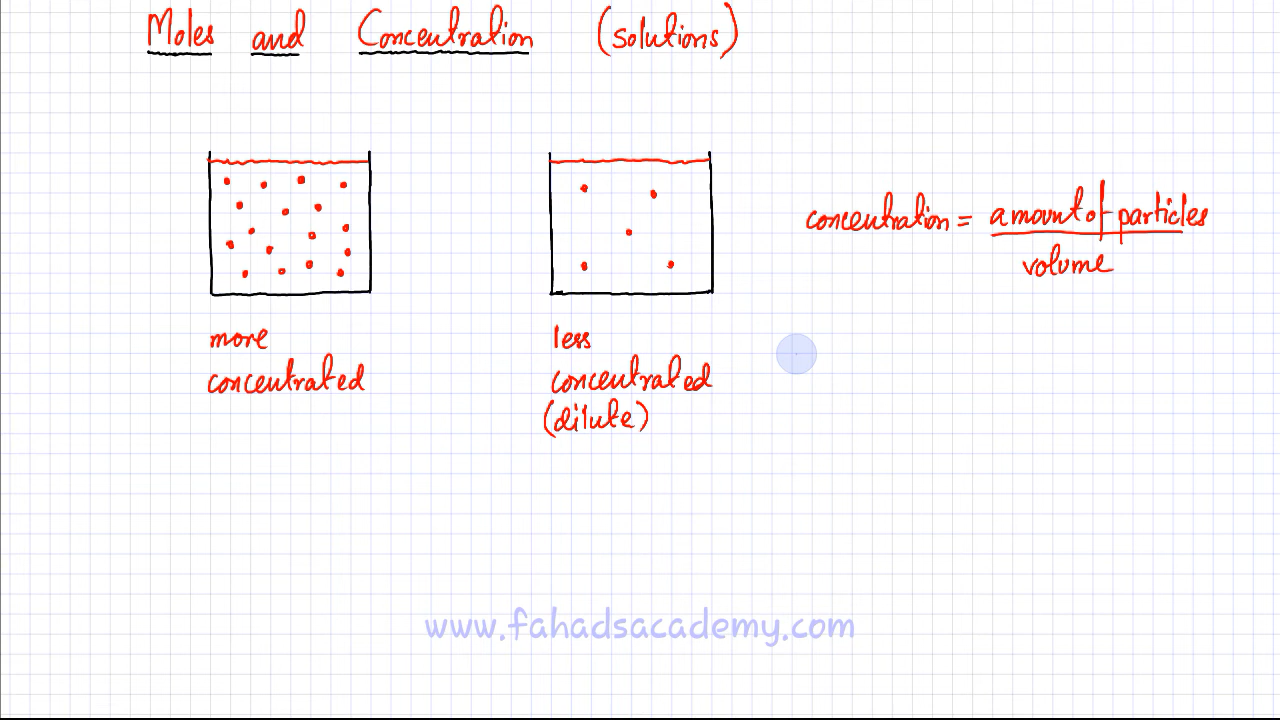 Moles and Concentration (solutions)
concentration = amount of particles
volume
more
concentrated
less
concentrated
(dilute)
www.fahadsacademy.com